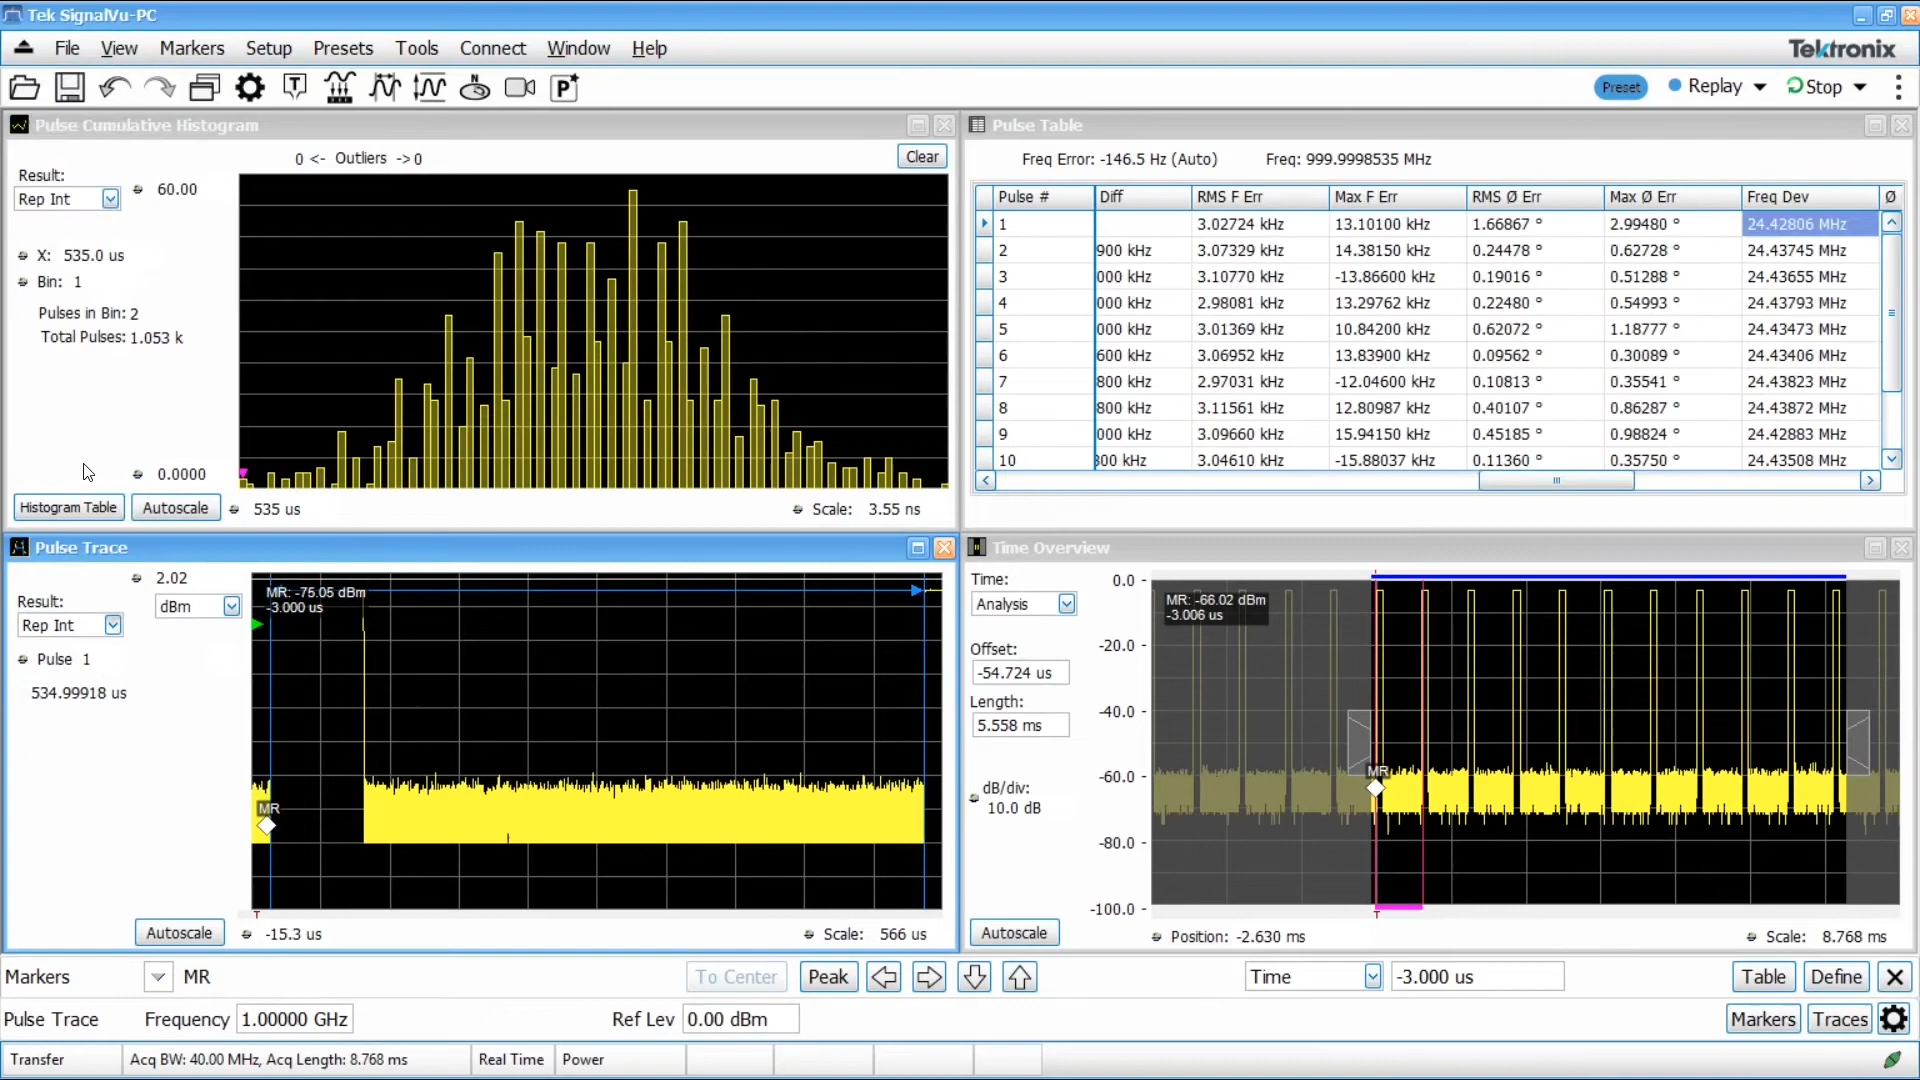 Tek SignalVu-PC
File View Markers Setup Presets Tools Connect Window Help
Tektronix
Preset Replay Stop
Pulse Cumulative Histogram
0 <- Outliers -> 0
Clear
Result:
Rep Int
60.00
X: 535.0 us
Bin: 1
Pulses in Bin: 2
Total Pulses: 1.053 k
0.0000
Histogram Table Autoscale 535 us Scale: 3.55 ns
Pulse Table
Freq Error: -146.5 Hz (Auto) Freq: 999.9998535 MHz
Pulse # Diff RMS F Err Max F Err RMS Ø Err Max Ø Err Freq Dev Ø
1 3.02724 kHz 13.10100 kHz 1.66867 ° 2.99480 ° 24.42806 MHz
2 900 kHz 3.07329 kHz 14.38150 kHz 0.24478 ° 0.62728 ° 24.43745 MHz
3 000 kHz 3.10770 kHz -13.86600 kHz 0.19016 ° 0.51288 ° 24.43655 MHz
4 000 kHz 2.98081 kHz 13.29762 kHz 0.22480 ° 0.54993 ° 24.43793 MHz
5 000 kHz 3.01369 kHz 10.84200 kHz 0.62072 ° 1.18777 ° 24.43473 MHz
6 600 kHz 3.06952 kHz 13.83900 kHz 0.09562 ° 0.30089 ° 24.43406 MHz
7 800 kHz 2.97031 kHz -12.04600 kHz 0.10813 ° 0.35541 ° 24.43823 MHz
8 800 kHz 3.11561 kHz 12.80987 kHz 0.40107 ° 0.86287 ° 24.43872 MHz
9 000 kHz 3.09660 kHz 15.94150 kHz 0.45185 ° 0.98824 ° 24.42883 MHz
10 300 kHz 3.04610 kHz -15.88037 kHz 0.11360 ° 0.35750 ° 24.43508 MHz
Pulse Trace
2.02
Result:
Rep Int
dBm
Pulse 1
534.99918 us
MR: -75.05 dBm
-3.000 us
MR
T
Autoscale -15.3 us Scale: 566 us
Time Overview
Time:
Analysis
Offset:
-54.724 us
Length:
5.558 ms
dB/div:
10.0 dB
0.0
-20.0
-40.0
-60.0
-80.0
-100.0
MR: -66.02 dBm
-3.006 us
MR
T
Autoscale Position: -2.630 ms Scale: 8.768 ms
Markers MR To Center Peak Time -3.000 us Table Define
Pulse Trace Frequency 1.00000 GHz Ref Lev 0.00 dBm Markers Traces
Transfer Acq BW: 40.00 MHz, Acq Length: 8.768 ms Real Time Power